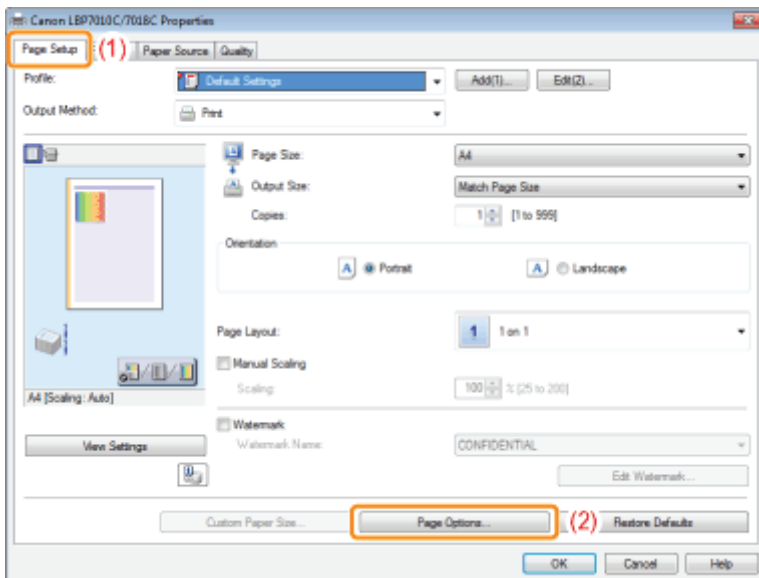 Canon LBP7010C/7018C Properties
Page Setup (1) Paper Source Quality
Profile: Default Settings Add(1)... Edit(2)...
Output Method: Print
Page Size: A4
Output Size: Match Page Size
Copies: 1 [1 to 999]
Orientation
A Portrait A Landscape
Page Layout: 1 1 on 1
Manual Scaling
Scaling: 100 % [25 to 200]
A4 [Scaling: Auto]
Watermark
View Settings Watermark Name: CONFIDENTIAL
Edit Watermark...
Custom Paper Size... Page Options... (2) Restore Defaults
OK Cancel Help